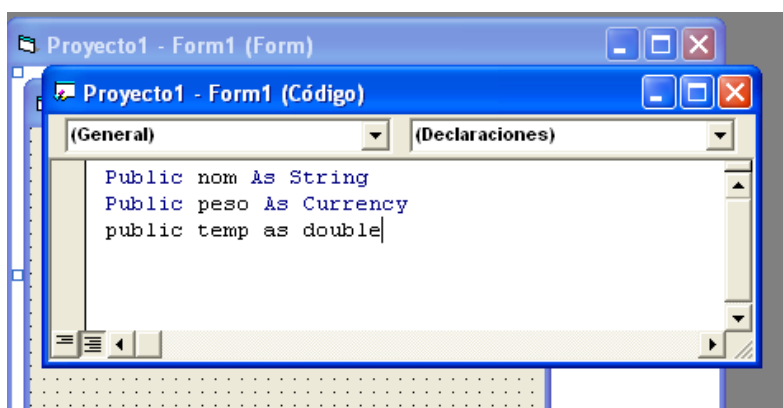 Proyecto1 - Form1 (Form)
Proyecto1 - Form1 (Código)
(General) (Declaraciones)
Public nom As String
Public peso As Currency
public temp as double